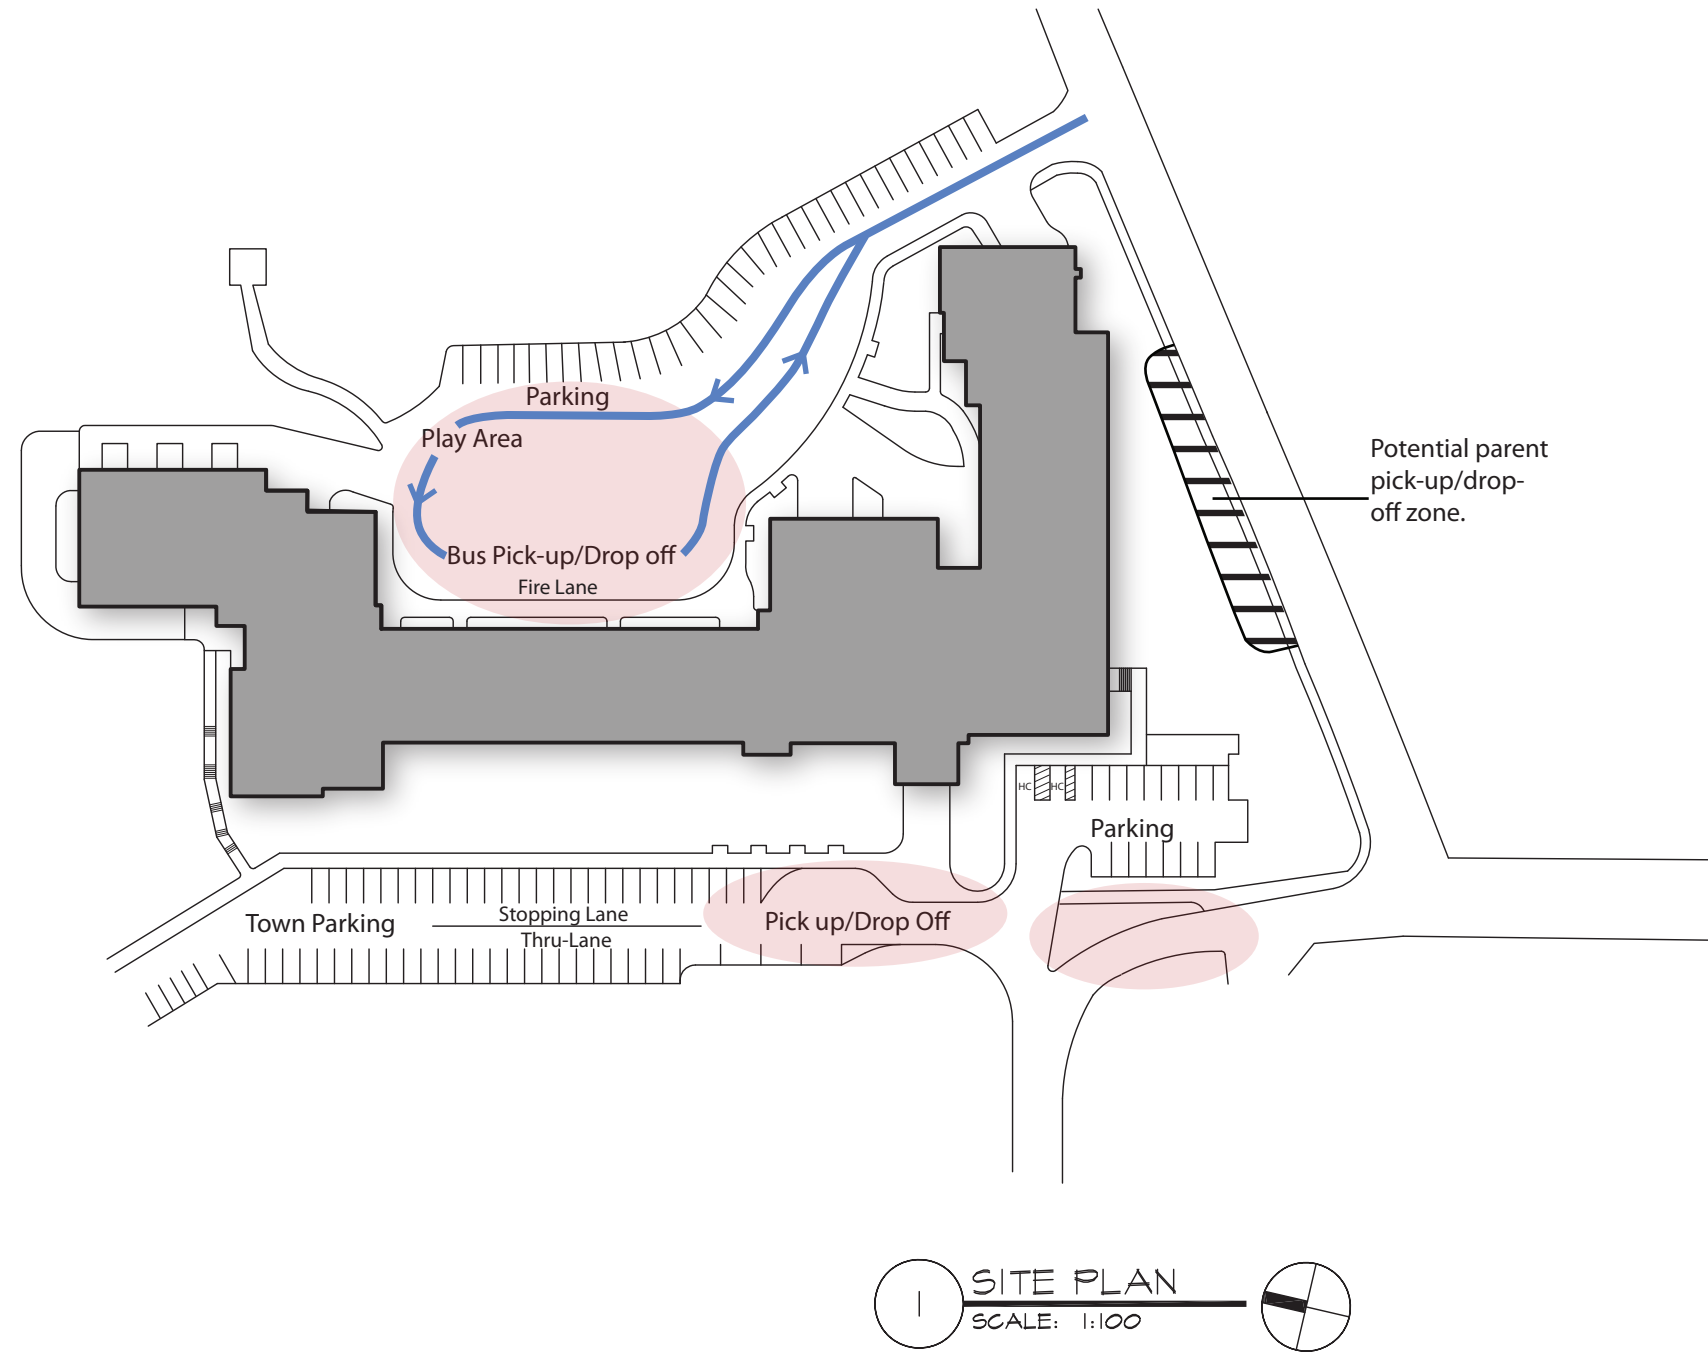 Parking
Play Area
Bus Pick-up/Drop off
Fire Lane
Potential parent
pick-up/drop-
off zone.
HC HC
Parking
Town Parking
Stopping Lane
Thru-Lane
Pick up/Drop Off
1
SITE PLAN
SCALE: 1:100